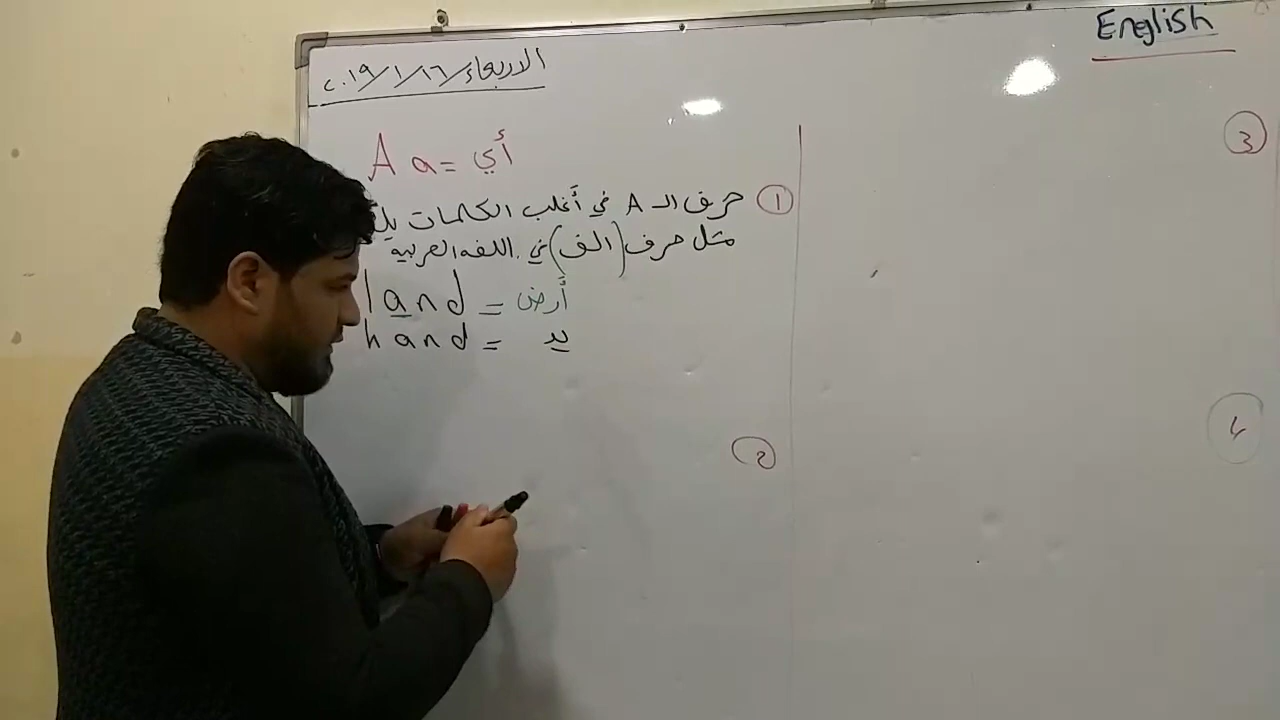 English
الاربعاء/١٦/١/٢٠١٩
A a = أي
① حرف الـ A في أغلب الكلمات
مثل حرف (الف) في اللغه العربيه
land = أرض
hand = يد
②
③
٤